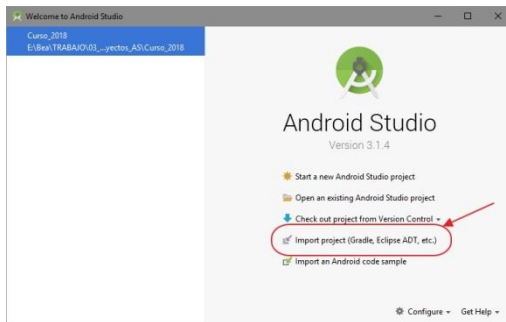 Welcome to Android Studio
Curso_2018
E:\Bea\TRABAJO\03_...yectos_AS\Curso_2018
Android Studio
Version 3.1.4
Start a new Android Studio project
Open an existing Android Studio project
Check out project from Version Control
Import project (Gradle, Eclipse ADT, etc.)
Import an Android code sample
Configure Get Help